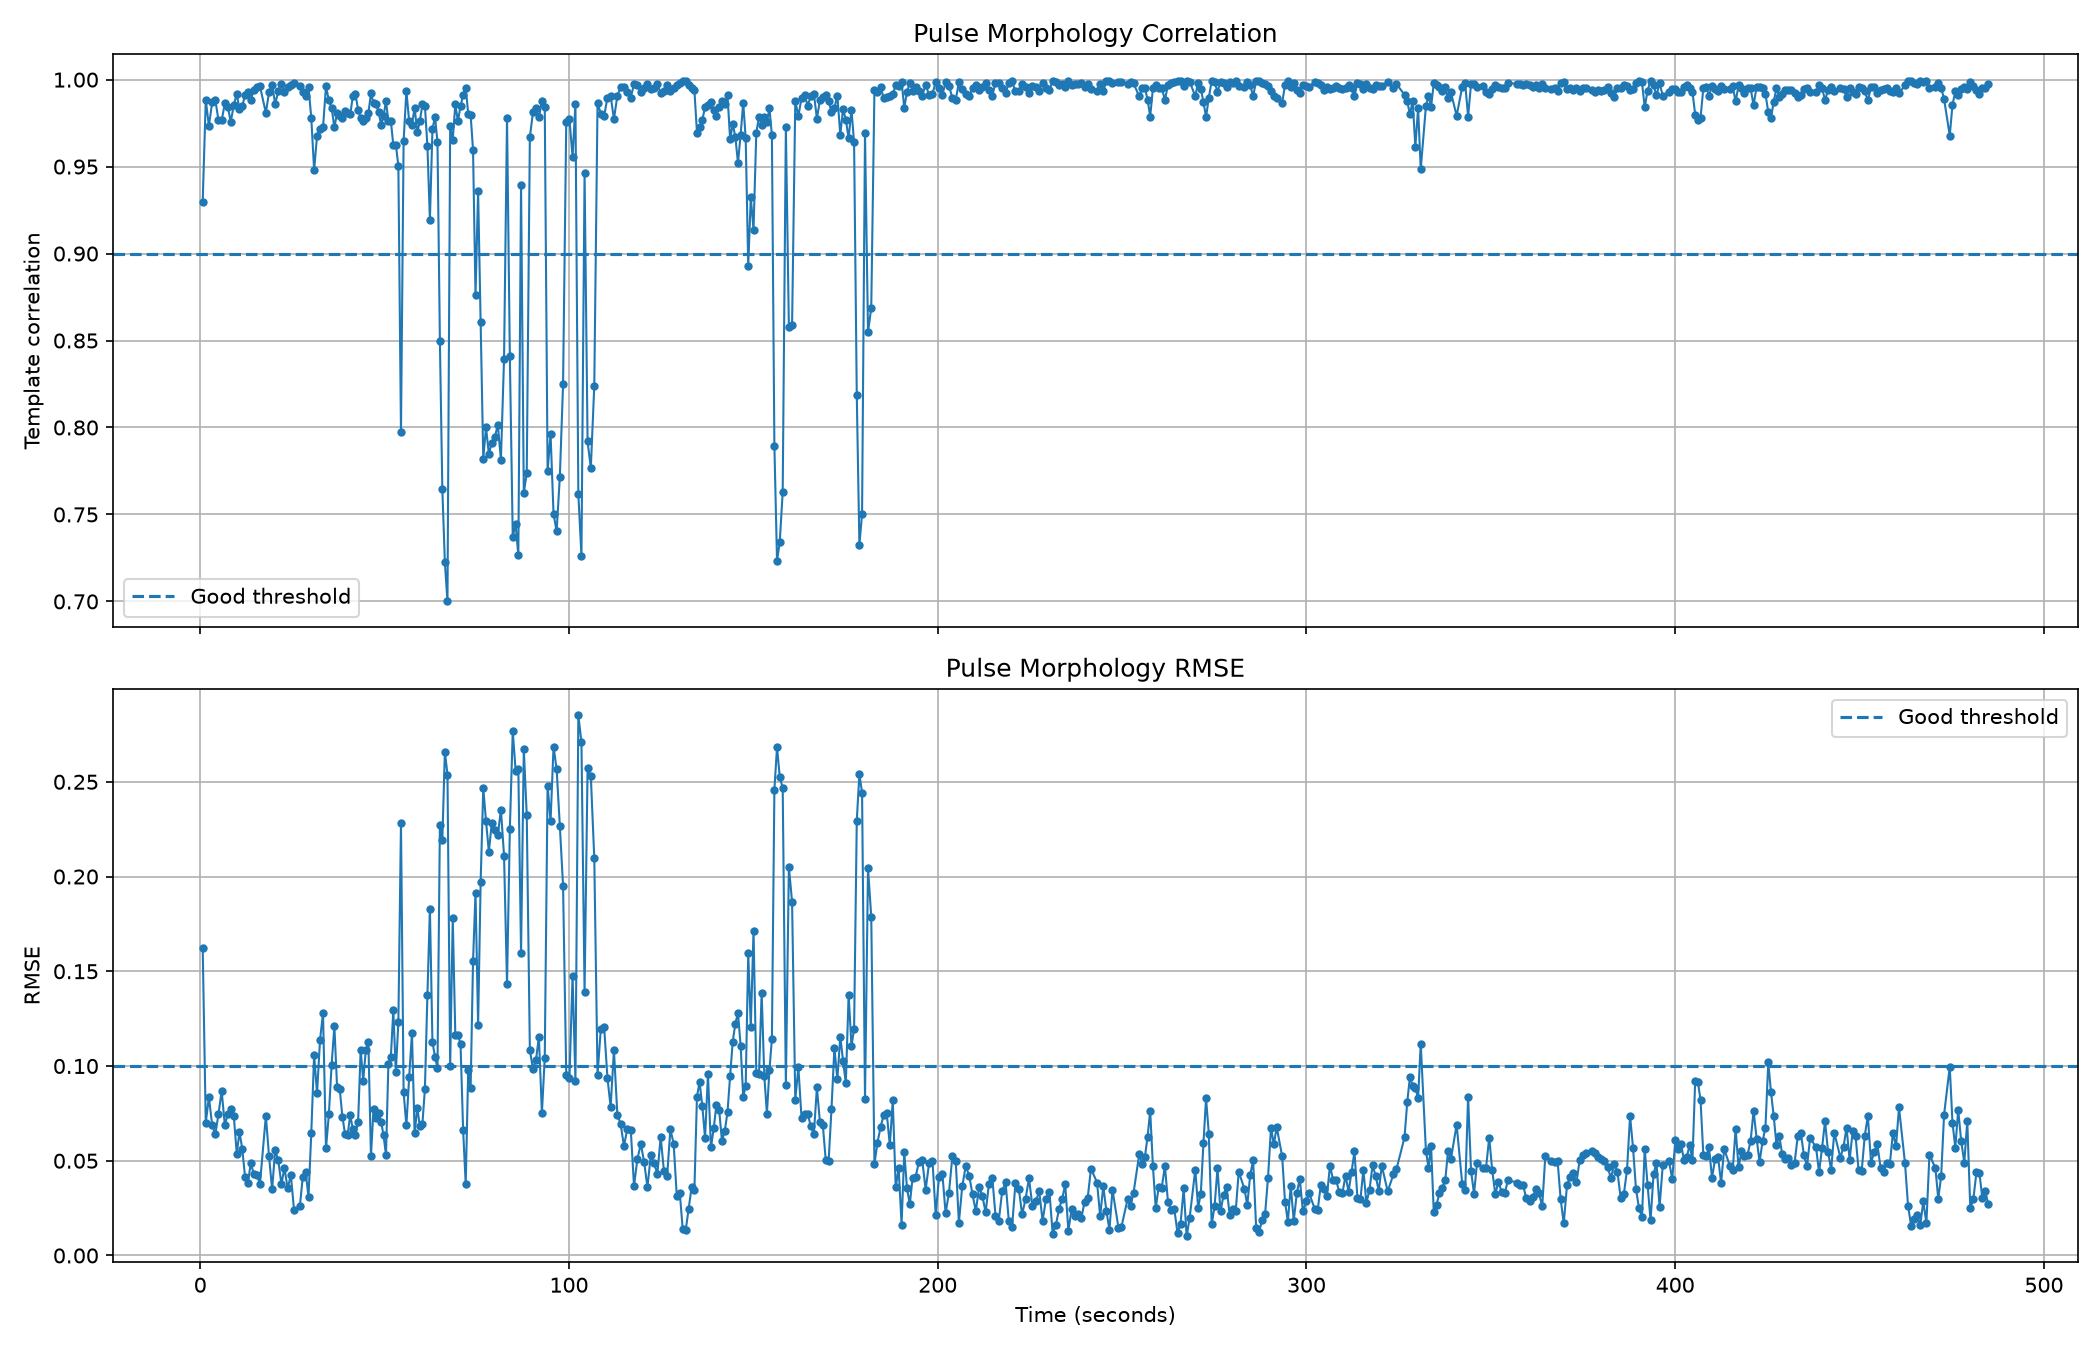 Pulse Morphology Correlation
1.00
0.95
0.90
0.85
0.80
0.75
0.70
Template correlation
Good threshold
Pulse Morphology RMSE
Good threshold
0.25
0.20
0.15
0.10
0.05
0.00
RMSE
0 100 200 300 400 500
Time (seconds)